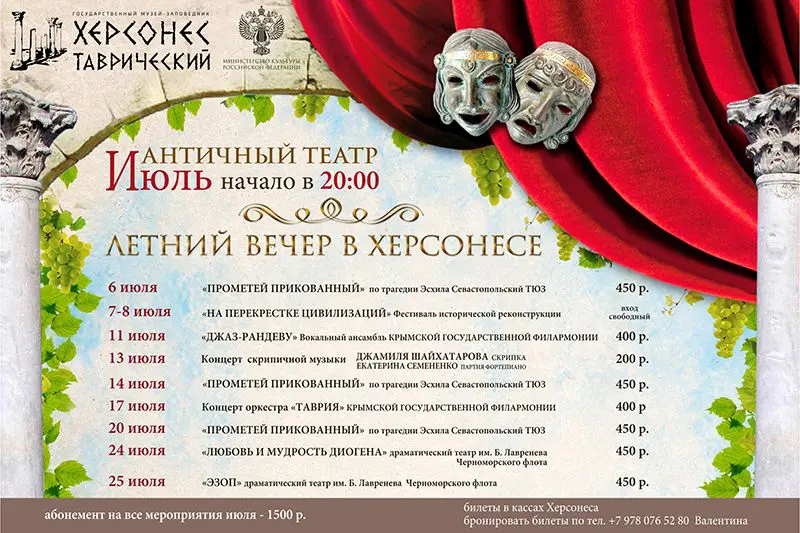 ГОСУДАРСТВЕННЫЙ МУЗЕЙ-ЗАПОВЕДНИК
ХЕРСОНЕС
ТАВРИЧЕСКИЙ
МИНИСТЕРСТВО КУЛЬТУРЫ
РОССИЙСКОЙ ФЕДЕРАЦИИ
АНТИЧНЫЙ ТЕАТР
Июль начало в 20:00
ЛЕТНИЙ ВЕЧЕР В ХЕРСОНЕСЕ
6 июля «ПРОМЕТЕЙ ПРИКОВАННЫЙ» по трагедии Эсхила Севастопольский ТЮЗ 450 р.
7-8 июля «НА ПЕРЕКРЕСТКЕ ЦИВИЛИЗАЦИЙ» Фестиваль исторической реконструкции вход свободный
11 июля «ДЖАЗ-РАНДЕВУ» Вокальный ансамбль КРЫМСКОЙ ГОСУДАРСТВЕННОЙ ФИЛАРМОНИИ 400 р.
13 июля Концерт скрипичной музыки ДЖАМИЛЯ ШАЙХАТАРОВА СКРИПКА 200 р.
ЕКАТЕРИНА СЕМЕНЕНКО ПАРТИЯ ФОРТЕПИАНО
14 июля «ПРОМЕТЕЙ ПРИКОВАННЫЙ» по трагедии Эсхила Севастопольский ТЮЗ 450 р.
17 июля Концерт оркестра «ТАВРИЯ» КРЫМСКОЙ ГОСУДАРСТВЕННОЙ ФИЛАРМОНИИ 400 р
20 июля «ПРОМЕТЕЙ ПРИКОВАННЫЙ» по трагедии Эсхила Севастопольский ТЮЗ 450 р.
24 июля «ЛЮБОВЬ И МУДРОСТЬ ДИОГЕНА» драматический театр им. Б. Лавренева 450 р.
Черноморского флота
25 июля «ЭЗОП» драматический театр им. Б. Лавренева Черноморского флота 450 р.
абонемент на все мероприятия июля - 1500 р.
билеты в кассах Херсонеса
бронировать билеты по тел. +7 978 076 52 80 Валентина